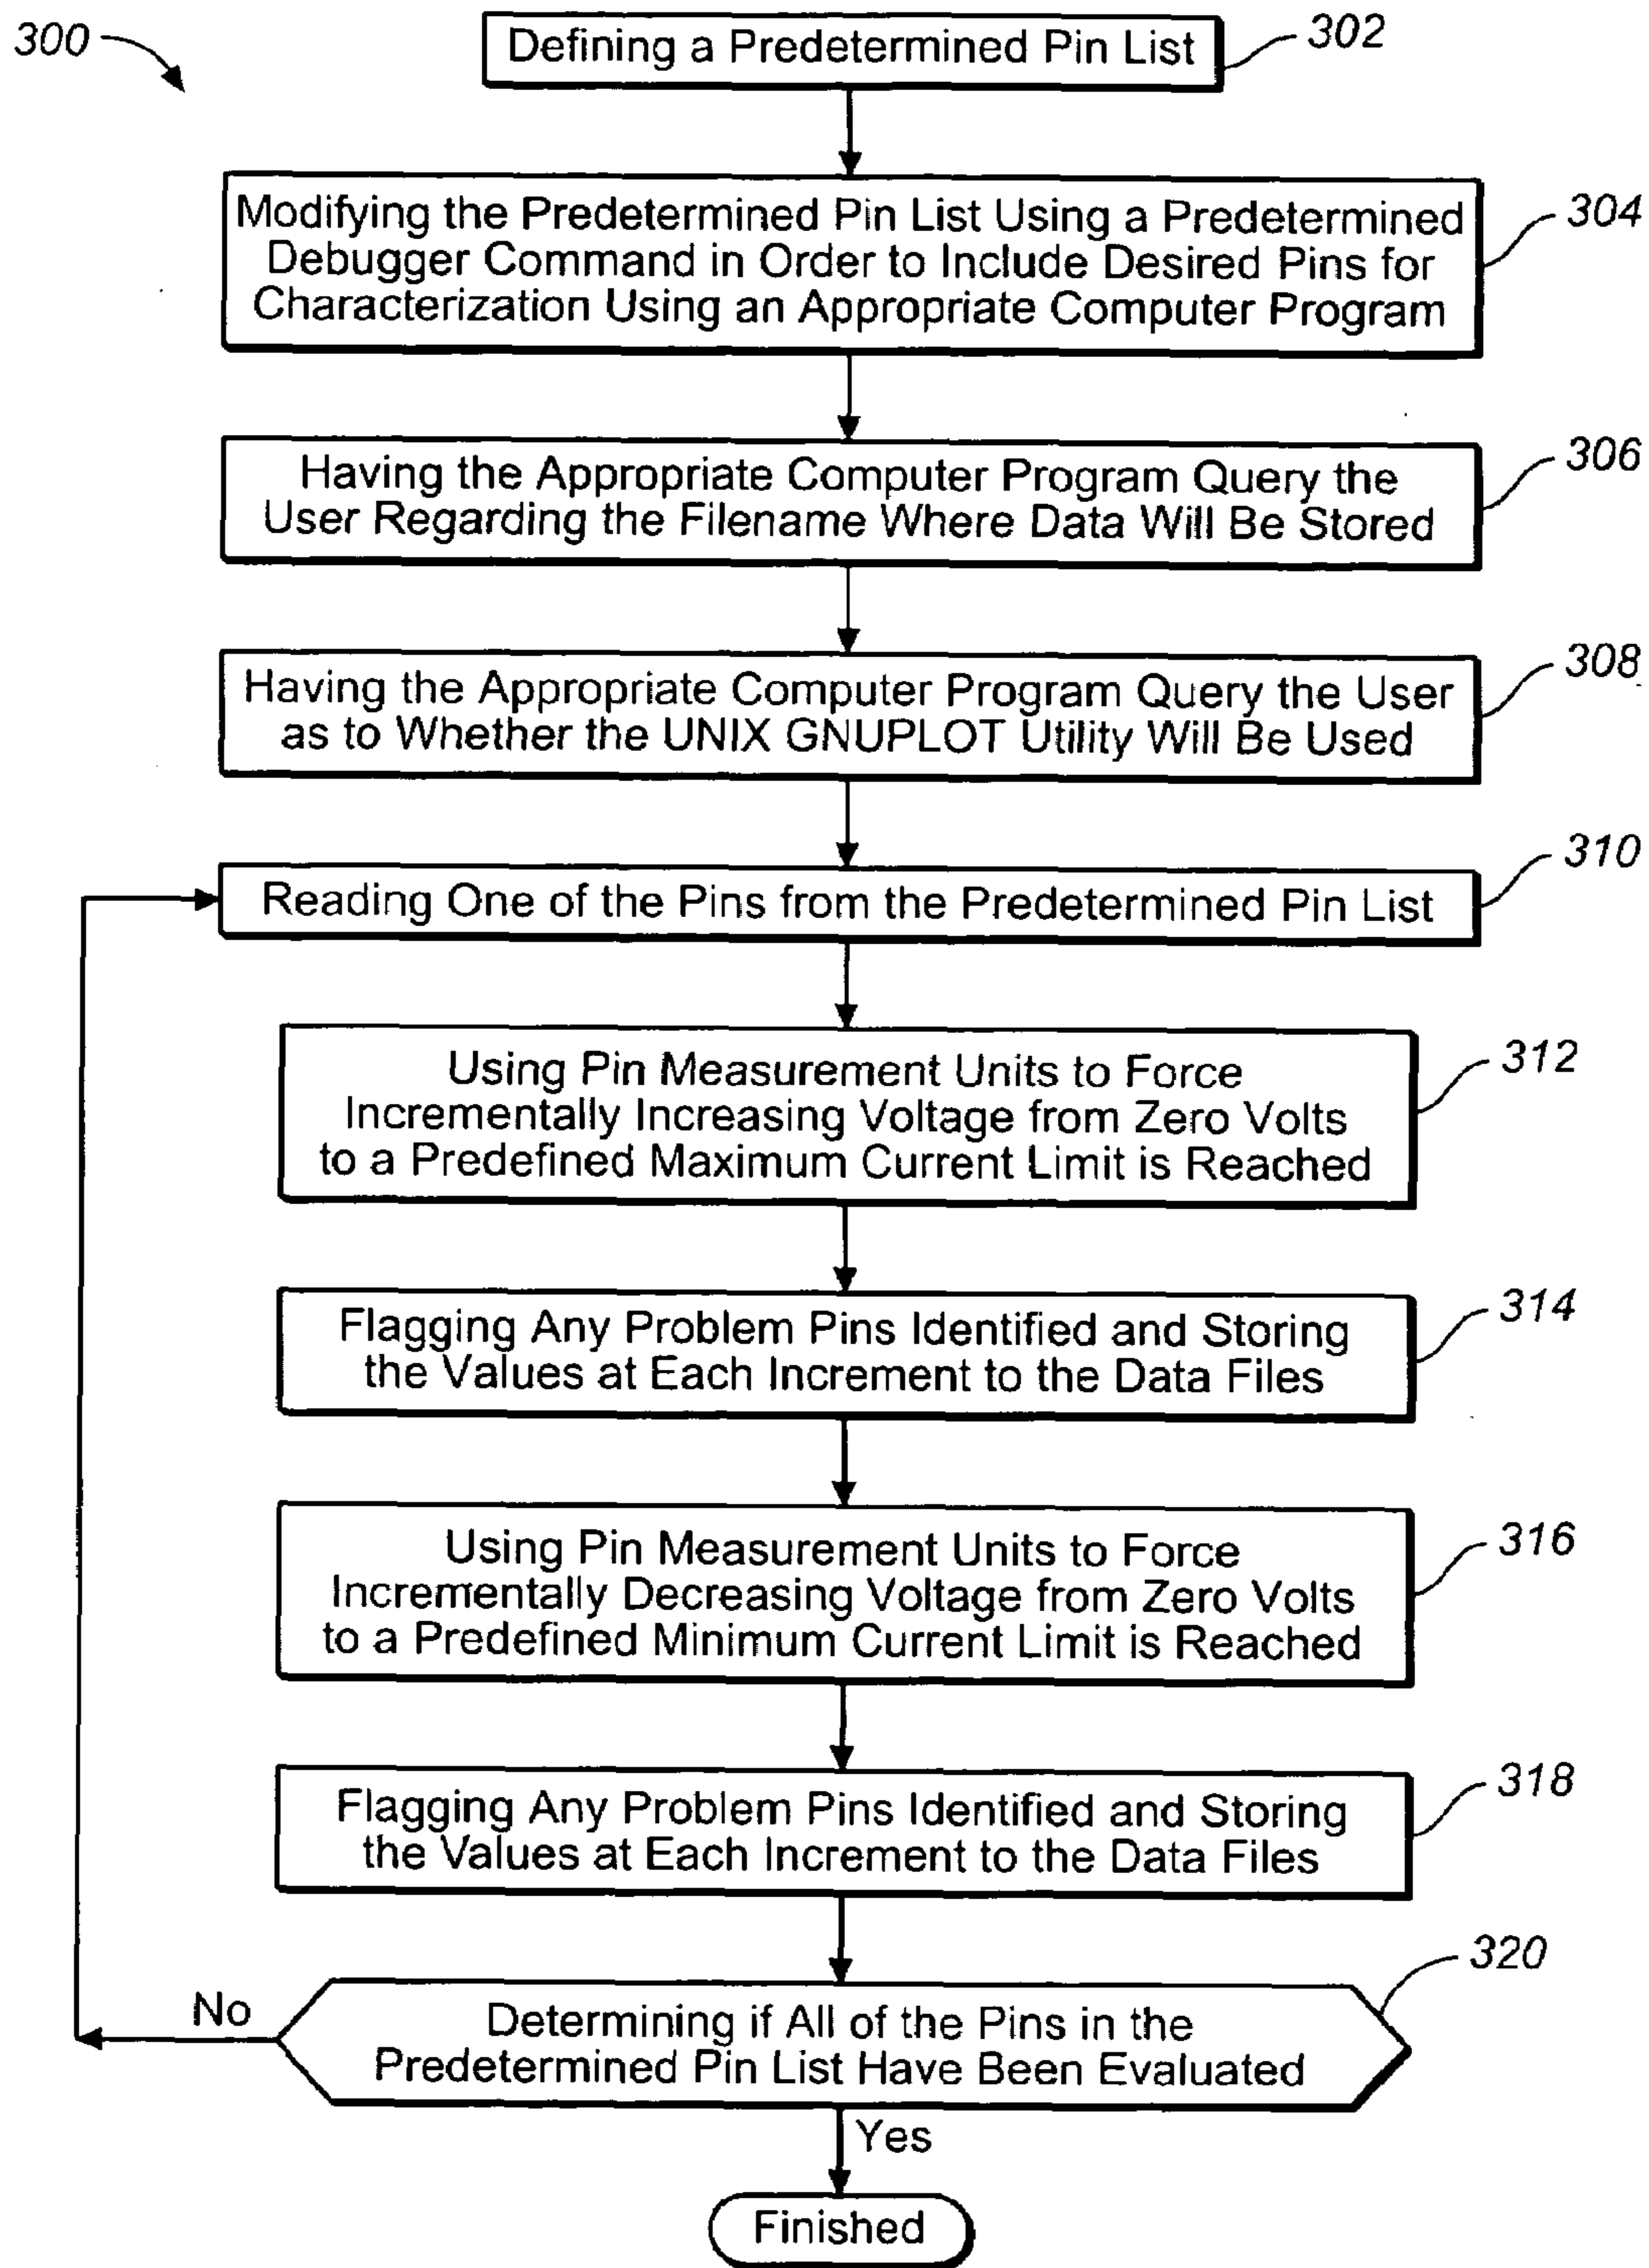 300
Defining a Predetermined Pin List
302
Modifying the Predetermined Pin List Using a Predetermined
Debugger Command in Order to Include Desired Pins for
Characterization Using an Appropriate Computer Program
304
Having the Appropriate Computer Program Query the
User Regarding the Filename Where Data Will Be Stored
306
Having the Appropriate Computer Program Query the User
as to Whether the UNIX GNUPLOT Utility Will Be Used
308
Reading One of the Pins from the Predetermined Pin List
310
Using Pin Measurement Units to Force
Incrementally Increasing Voltage from Zero Volts
to a Predefined Maximum Current Limit is Reached
312
Flagging Any Problem Pins Identified and Storing
the Values at Each Increment to the Data Files
314
Using Pin Measurement Units to Force
Incrementally Decreasing Voltage from Zero Volts
to a Predefined Minimum Current Limit is Reached
316
Flagging Any Problem Pins Identified and Storing
the Values at Each Increment to the Data Files
318
Determining if All of the Pins in the
Predetermined Pin List Have Been Evaluated
320
No
Yes
Finished